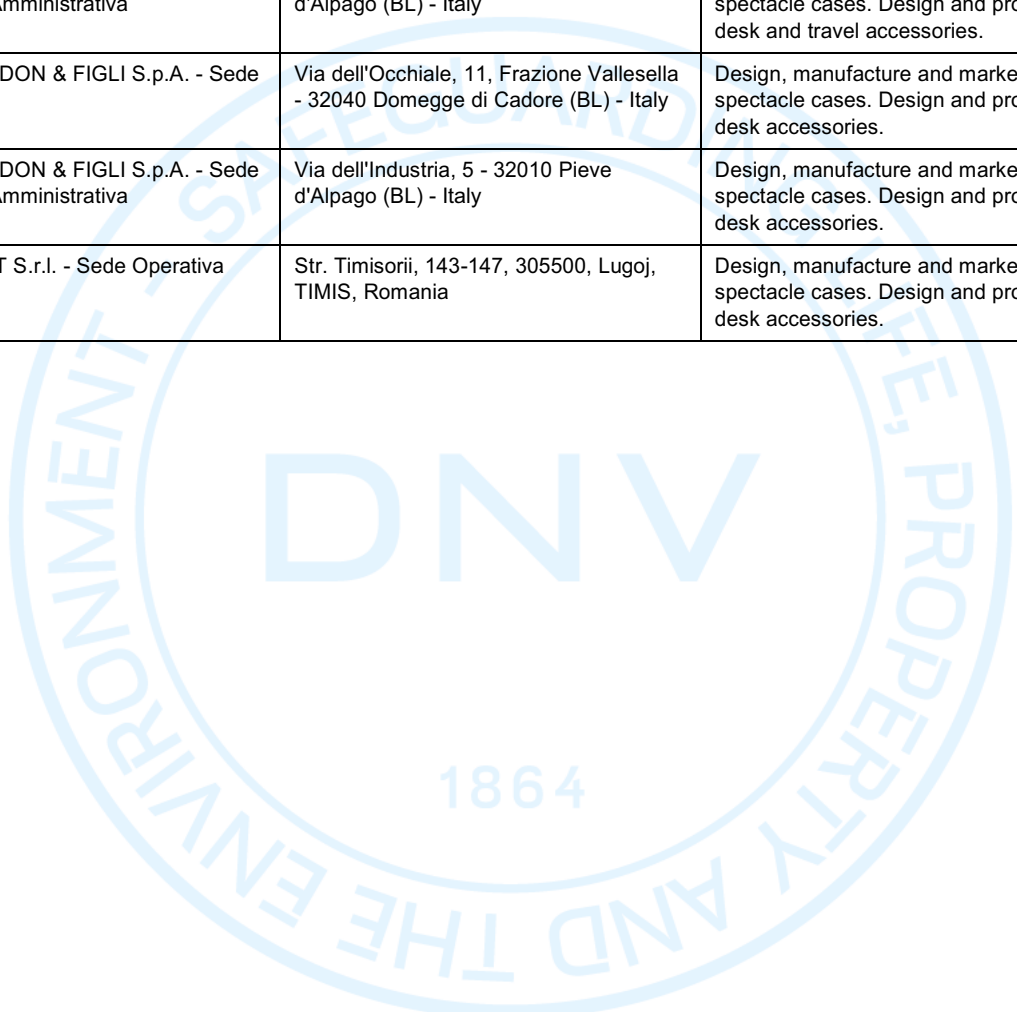 mministrativa
d'Alpago (BL) - Italy
spectacle cases. Design and pro
desk and travel accessories.
DON & FIGLI S.p.A. - Sede
Via dell'Occhiale, 11, Frazione Vallesella
- 32040 Domegge di Cadore (BL) - Italy
Design, manufacture and marke
spectacle cases. Design and pro
desk accessories.
DON & FIGLI S.p.A. - Sede
mministrativa
Via dell'Industria, 5 - 32010 Pieve
d'Alpago (BL) - Italy
Design, manufacture and marke
spectacle cases. Design and pro
desk accessories.
T S.r.l. - Sede Operativa
Str. Timisorii, 143-147, 305500, Lugoj,
TIMIS, Romania
Design, manufacture and marke
spectacle cases. Design and pro
desk accessories.
SAFEGUARDING LIFE, PROPERTY AND THE ENVIRONMENT -
DNV
1864